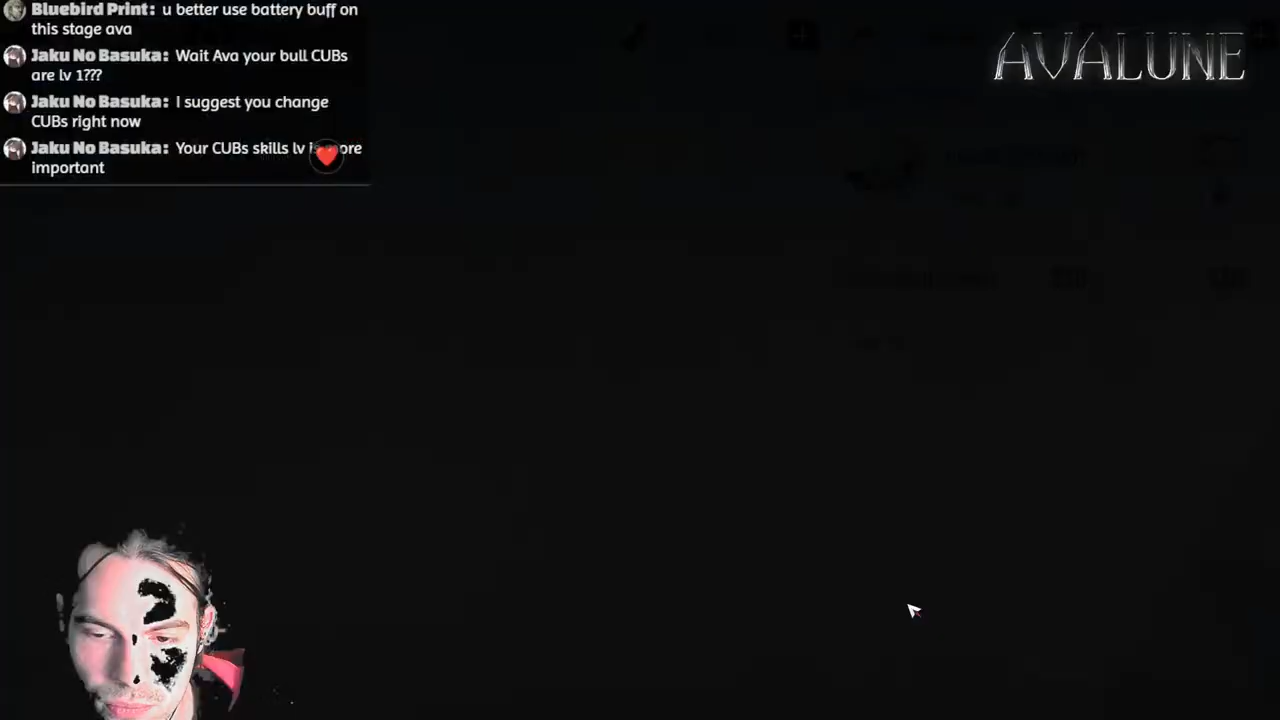 Bluebird Print: u better use battery buff on
this stage ava
Jaku No Basuka: Wait Ava your bull CUBs
are lv 1???
Jaku No Basuka: I suggest you change
CUBs right now
Jaku No Basuka: Your CUBs skills lv is more
important
AVALUNE